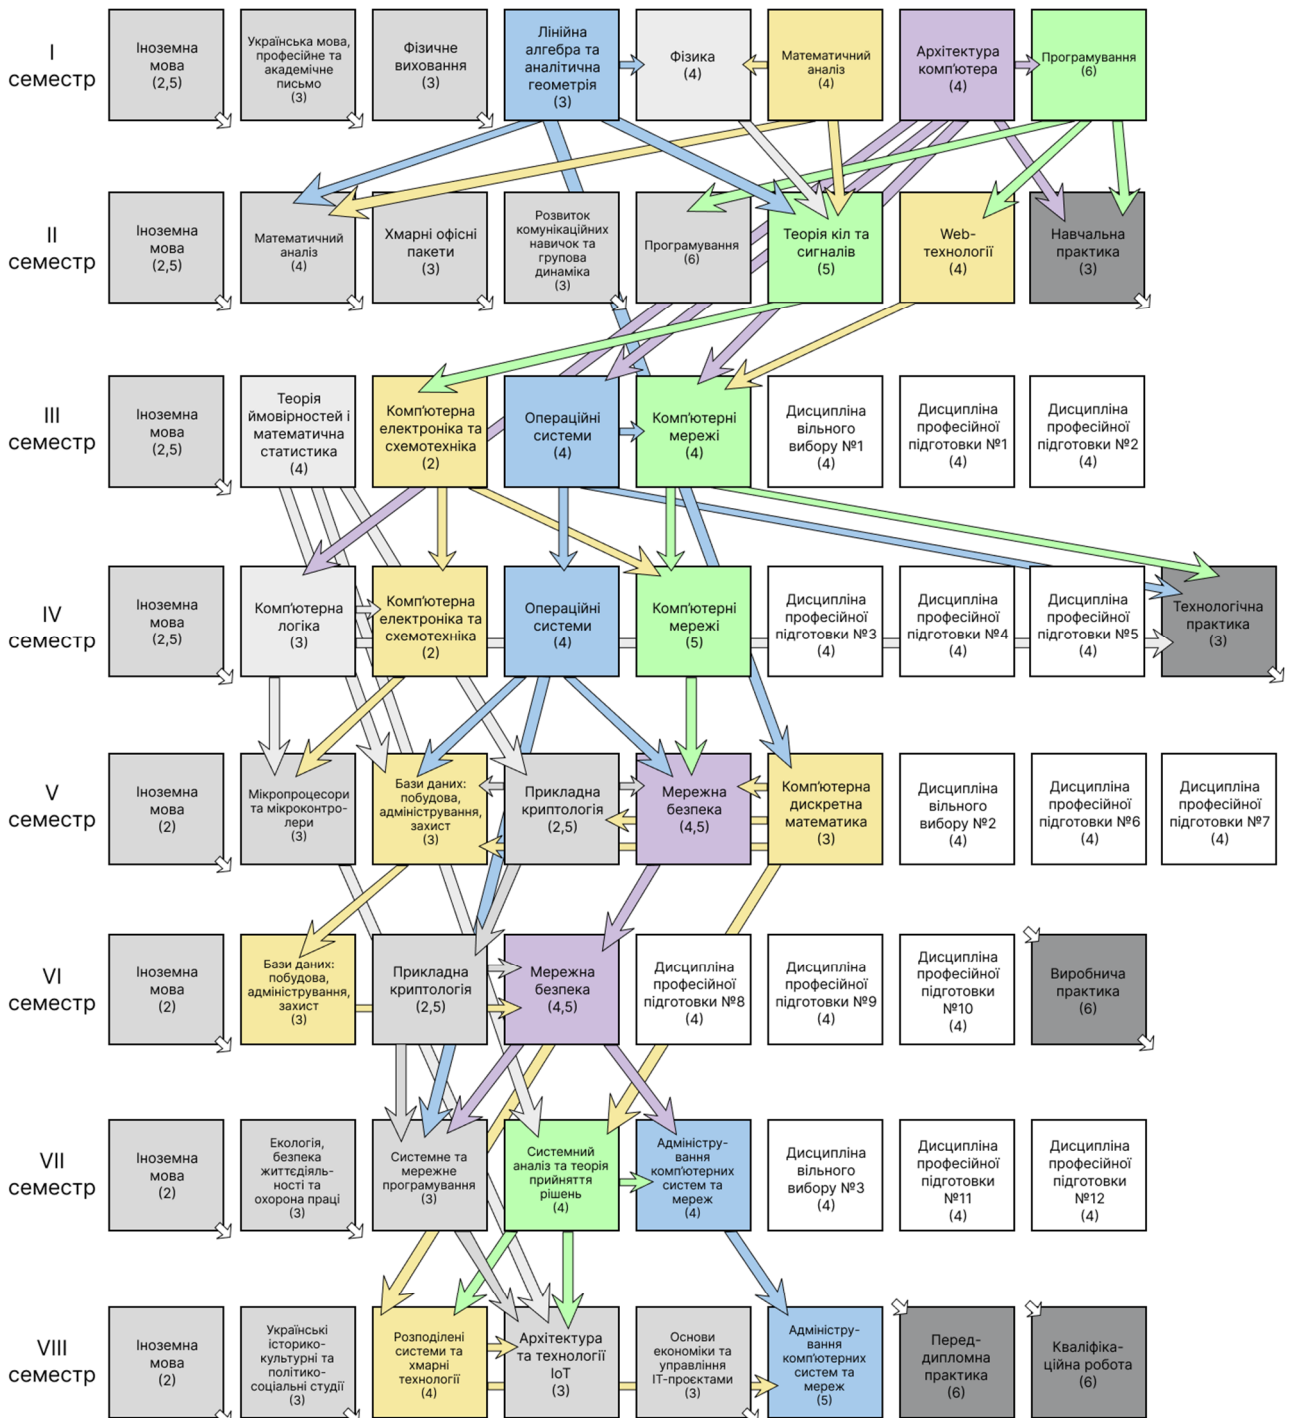 I
семестр
Іноземна
мова
(2,5)
Українська мова,
професійне та
академічне
письмо
(3)
Фізичне
виховання
(3)
Лінійна
алгебра та
аналітична
геометрія
(3)
Фізика
(4)
Математичний
аналіз
(4)
Архітектура
комп'ютера
(4)
Програмування
(6)
II
семестр
Іноземна
мова
(2,5)
Математичний
аналіз
(4)
Хмарні офісні
пакети
(3)
Розвиток
комунікаційних
навичок та
групова
динаміка
(3)
Програмування
(6)
Теорія кіл та
сигналів
(5)
Web-
технології
(4)
Навчальна
практика
(3)
III
семестр
Іноземна
мова
(2,5)
Теорія
ймовірностей і
математична
статистика
(4)
Комп'ютерна
електроніка та
схемотехніка
(2)
Операційні
системи
(4)
Комп'ютерні
мережі
(4)
Дисципліна
вільного
вибору №1
(4)
Дисципліна
професійної
підготовки №1
(4)
Дисципліна
професійної
підготовки №2
(4)
IV
семестр
Іноземна
мова
(2,5)
Комп'ютерна
логіка
(3)
Комп'ютерна
електроніка та
схемотехніка
(2)
Операційні
системи
(4)
Комп'ютерні
мережі
(5)
Дисципліна
професійної
підготовки №3
(4)
Дисципліна
професійної
підготовки №4
(4)
Дисципліна
професійної
підготовки №5
(4)
Технологічна
практика
(3)
V
семестр
Іноземна
мова
(2)
Мікропроцесори
та мікроконтро-
лери
(3)
Бази даних:
побудова,
адміністрування,
захист
(3)
Прикладна
криптологія
(2,5)
Мережна
безпека
(4,5)
Комп'ютерна
дискретна
математика
(3)
Дисципліна
вільного
вибору №2
(4)
Дисципліна
професійної
підготовки №6
(4)
Дисципліна
професійної
підготовки №7
(4)
VI
семестр
Іноземна
мова
(2)
Бази даних:
побудова,
адміністрування,
захист
(3)
Прикладна
криптологія
(2,5)
Мережна
безпека
(4,5)
Дисципліна
професійної
підготовки №8
(4)
Дисципліна
професійної
підготовки №9
(4)
Дисципліна
професійної
підготовки
№10
(4)
Виробнича
практика
(6)
VII
семестр
Іноземна
мова
(2)
Екологія,
безпека
життєдіяль-
ності та
охорона праці
(3)
Системне та
мережне
програмування
(3)
Системний
аналіз та теорія
прийняття
рішень
(4)
Адміністру-
вання
комп'ютерних
систем та
мереж
(4)
Дисципліна
вільного
вибору №3
(4)
Дисципліна
професійної
підготовки
№11
(4)
Дисципліна
професійної
підготовки
№12
(4)
VIII
семестр
Іноземна
мова
(2)
Українські
історико-
культурні та
політико-
соціальні студії
(3)
Розподілені
системи та
хмарні
технології
(4)
Архітектура
та технології
IoT
(3)
Основи
економіки та
управління
ІТ-проєктами
(3)
Адміністру-
вання
комп'ютерних
систем та
мереж
(5)
Перед-
дипломна
практика
(6)
Кваліфіка-
ційна робота
(6)